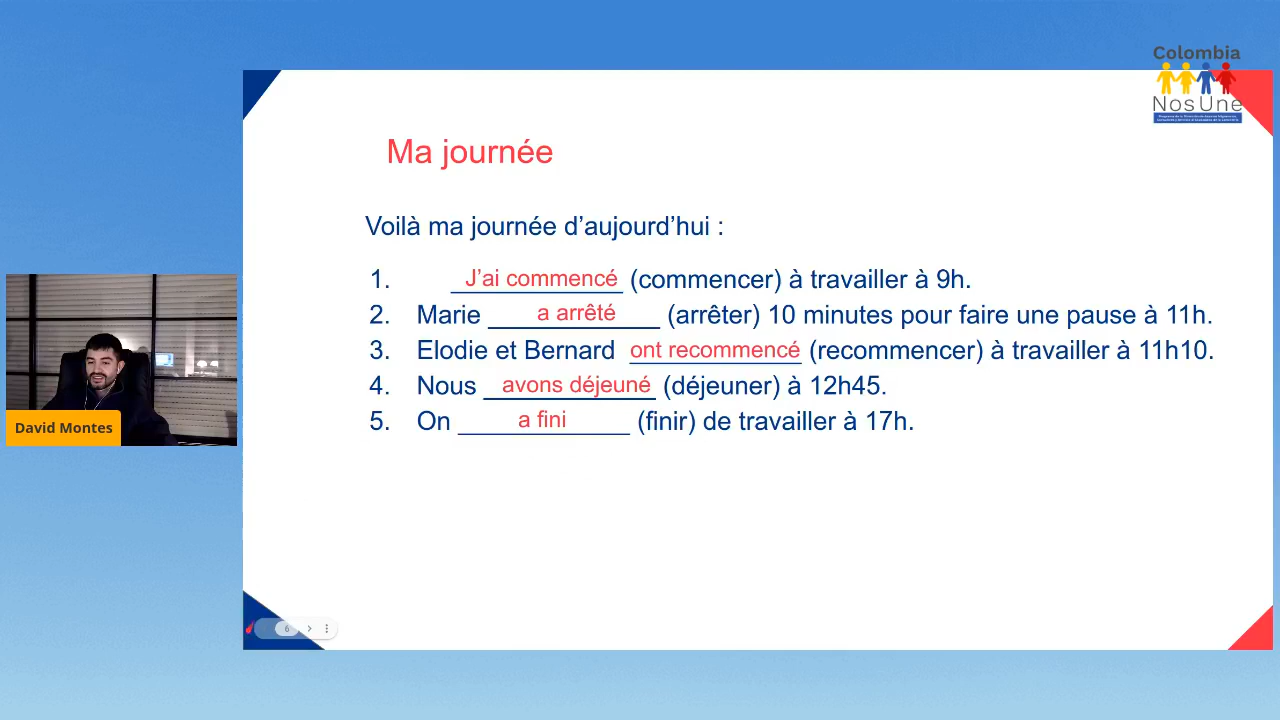 Colombia
NosUne
Ma journée
Voilà ma journée d'aujourd'hui :
1. J'ai commencé (commencer) à travailler à 9h.
2. Marie a arrêté (arrêter) 10 minutes pour faire une pause à 11h.
3. Elodie et Bernard ont recommencé (recommencer) à travailler à 11h10.
4. Nous avons déjeuné (déjeuner) à 12h45.
5. On a fini (finir) de travailler à 17h.
David Montes
6